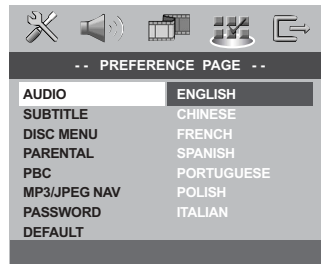 -- PREFERENCE PAGE --
AUDIO ENGLISH
SUBTITLE CHINESE
DISC MENU FRENCH
PARENTAL SPANISH
PBC PORTUGUESE
MP3/JPEG NAV POLISH
PASSWORD ITALIAN
DEFAULT